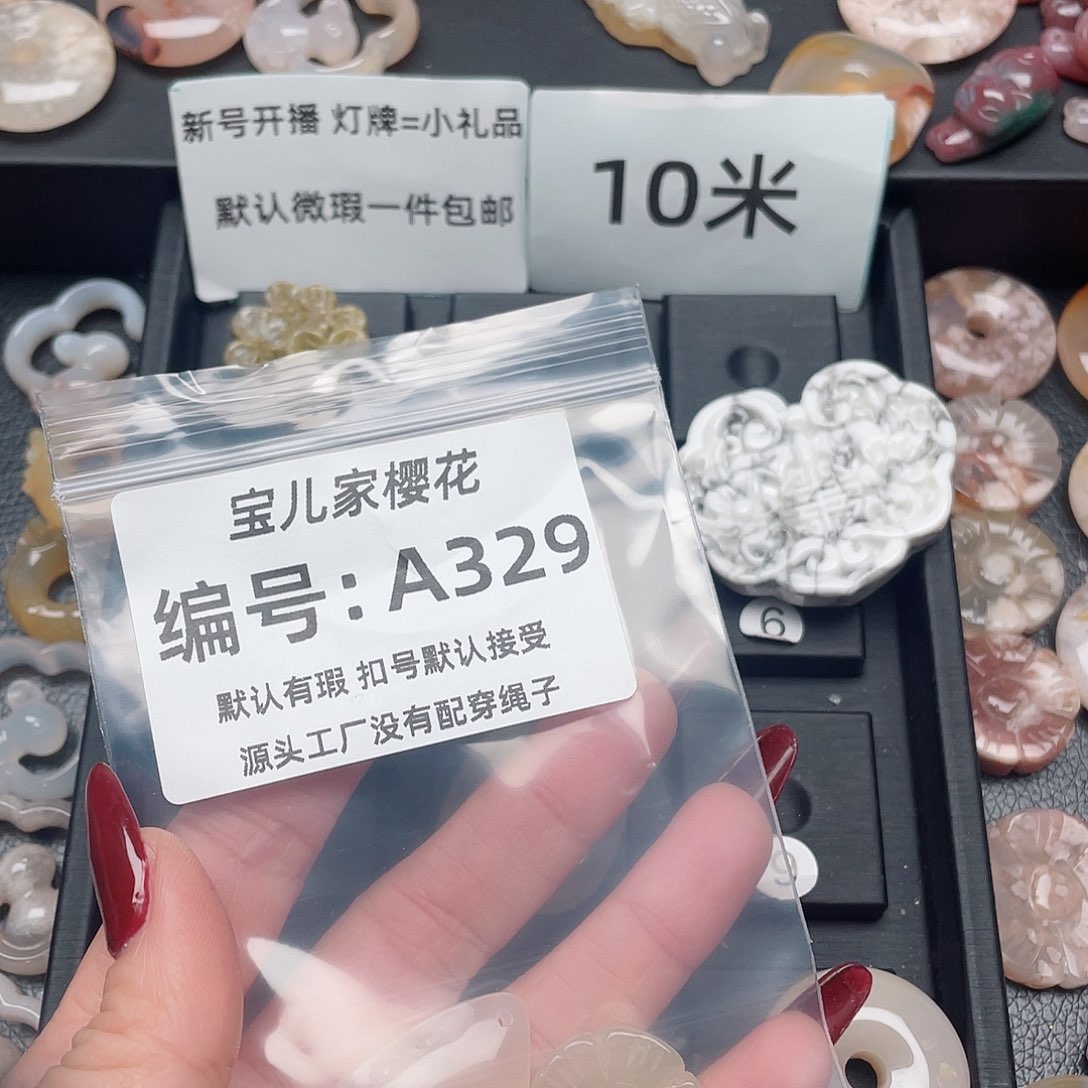 新号开播 灯牌=小礼品
默认微瑕一件包邮
10米
宝儿家樱花
编号：A329
默认有瑕 扣号默认接受
源头工厂没有配穿绳子
6
9